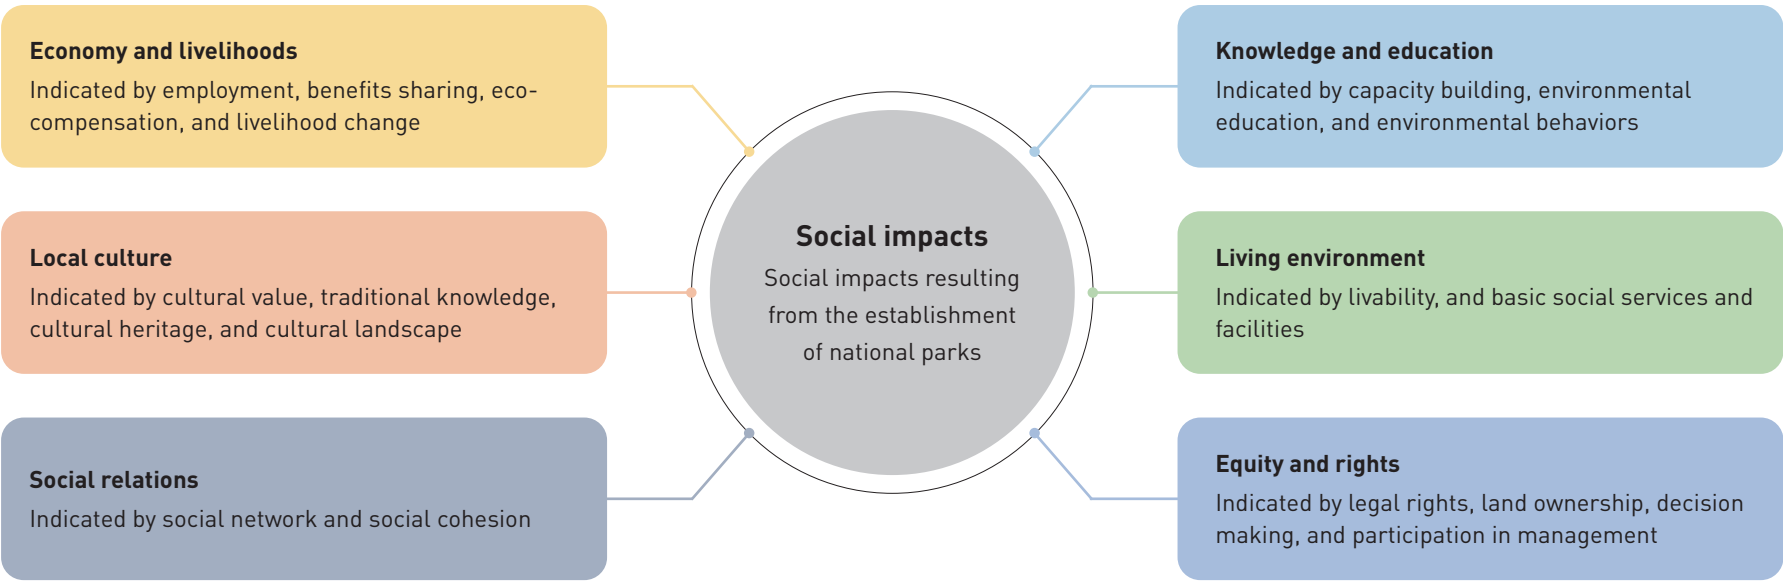 Economy and livelihoods
Indicated by employment, benefits sharing, eco-
compensation, and livelihood change
Local culture
Indicated by cultural value, traditional knowledge,
cultural heritage, and cultural landscape
Social relations
Indicated by social network and social cohesion
Social impacts
Social impacts resulting
from the establishment
of national parks
Knowledge and education
Indicated by capacity building, environmental
education, and environmental behaviors
Living environment
Indicated by livability, and basic social services and
facilities
Equity and rights
Indicated by legal rights, land ownership, decision
making, and participation in management